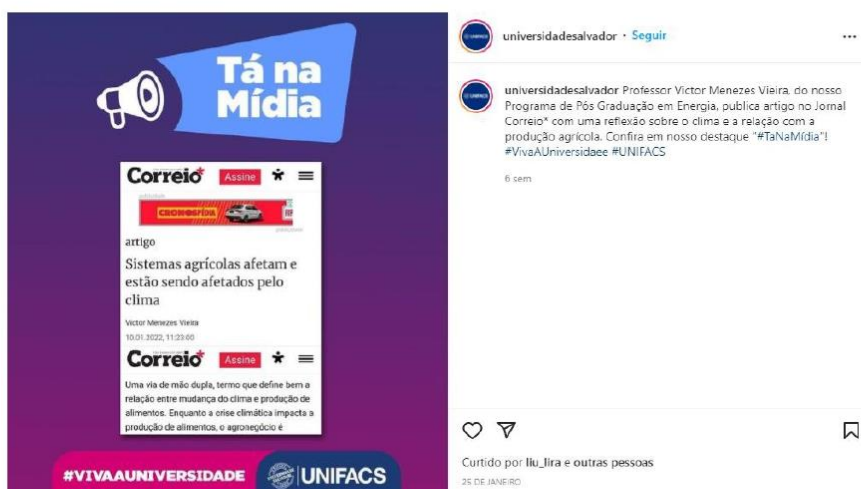 Tá na
Mídia
Correio*
Assine
publicidade
CRONOSFÉRIA
artigo
Sistemas agrícolas afetam e
estão sendo afetados pelo
clima
Victor Menezes Vieira
10.01.2022, 11:23:00
Correio*
Assine
Uma via de mão dupla, termo que define bem a
relação entre mudança do clima e produção de
alimentos. Enquanto a crise climática impacta a
produção de alimentos, o agronegócio é
#VIVAAUNIVERSIDADE
UNIFACS
UNIFACS
universidadesalvador • Seguir
UNIFACS
universidadesalvador Professor Victor Menezes Vieira, do nosso
Programa de Pós Graduação em Energia, publica artigo no Jornal
Correio* com uma reflexão sobre o clima e a relação com a
produção agrícola. Confira em nosso destaque "#TaNaMídia"!
#VivaAUniversidaee #UNIFACS
6 sem
Curtido por liu_lira e outras pessoas
25 DE JANEIRO